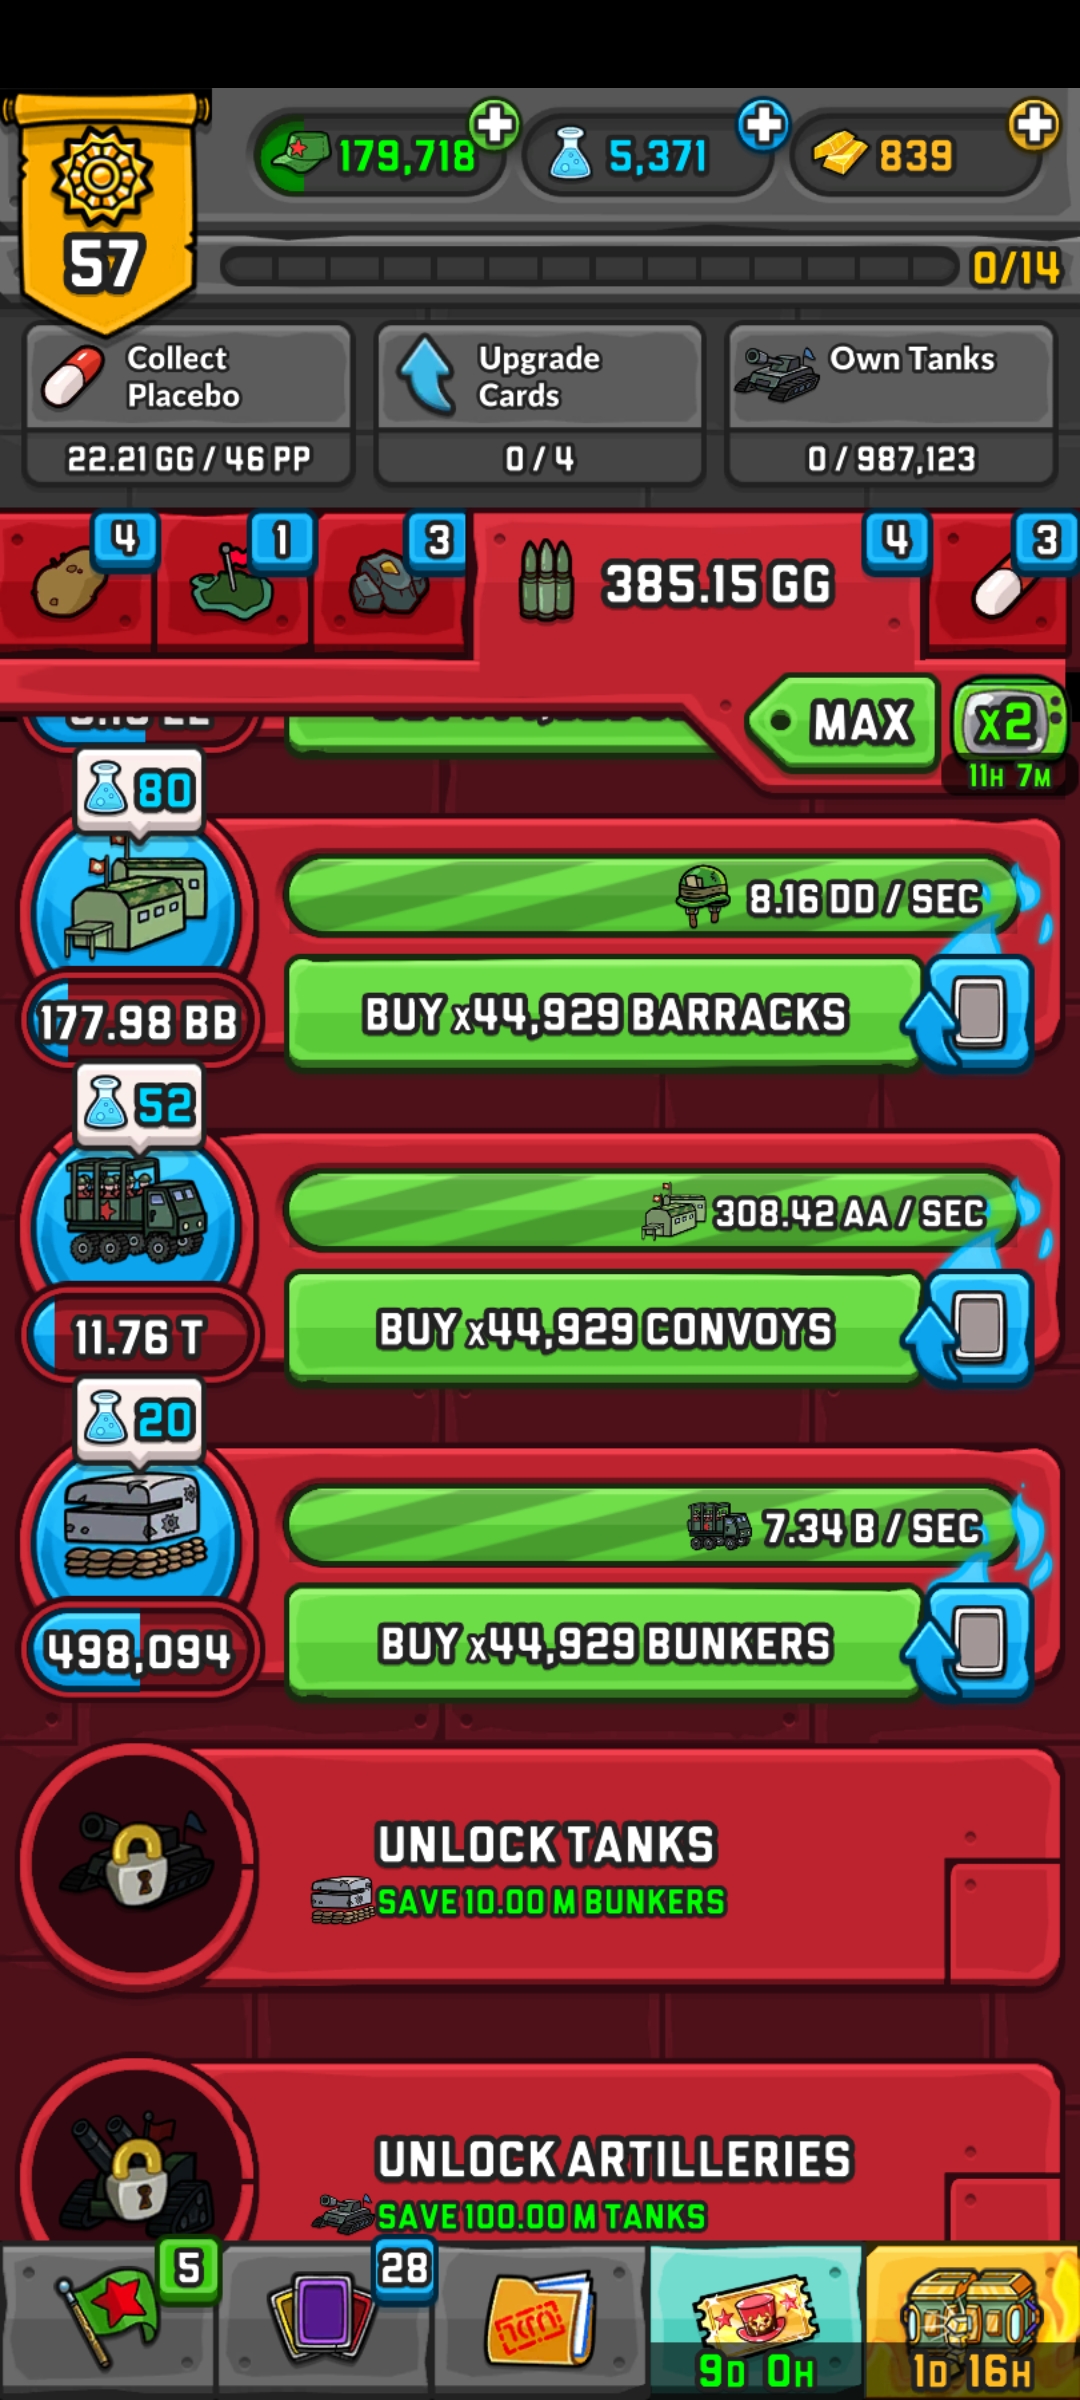 179,718
5,371
839
57
0/14
Collect
Placebo
Upgrade
Cards
Own Tanks
22.21 GG / 46 PP
0 / 4
0 / 987,123
4
1
3
385.15 GG
4
3
MAX
x2
11H 7M
80
8.16 DD / SEC
BUY x44,929 BARRACKS
177.98 BB
52
308.42 AA / SEC
BUY x44,929 CONVOYS
11.76 T
20
7.34 B / SEC
BUY x44,929 BUNKERS
498,094
UNLOCK TANKS
SAVE 10.00 M BUNKERS
UNLOCK ARTILLERIES
SAVE 100.00 M TANKS
5
28
9D 0H
1D 16H